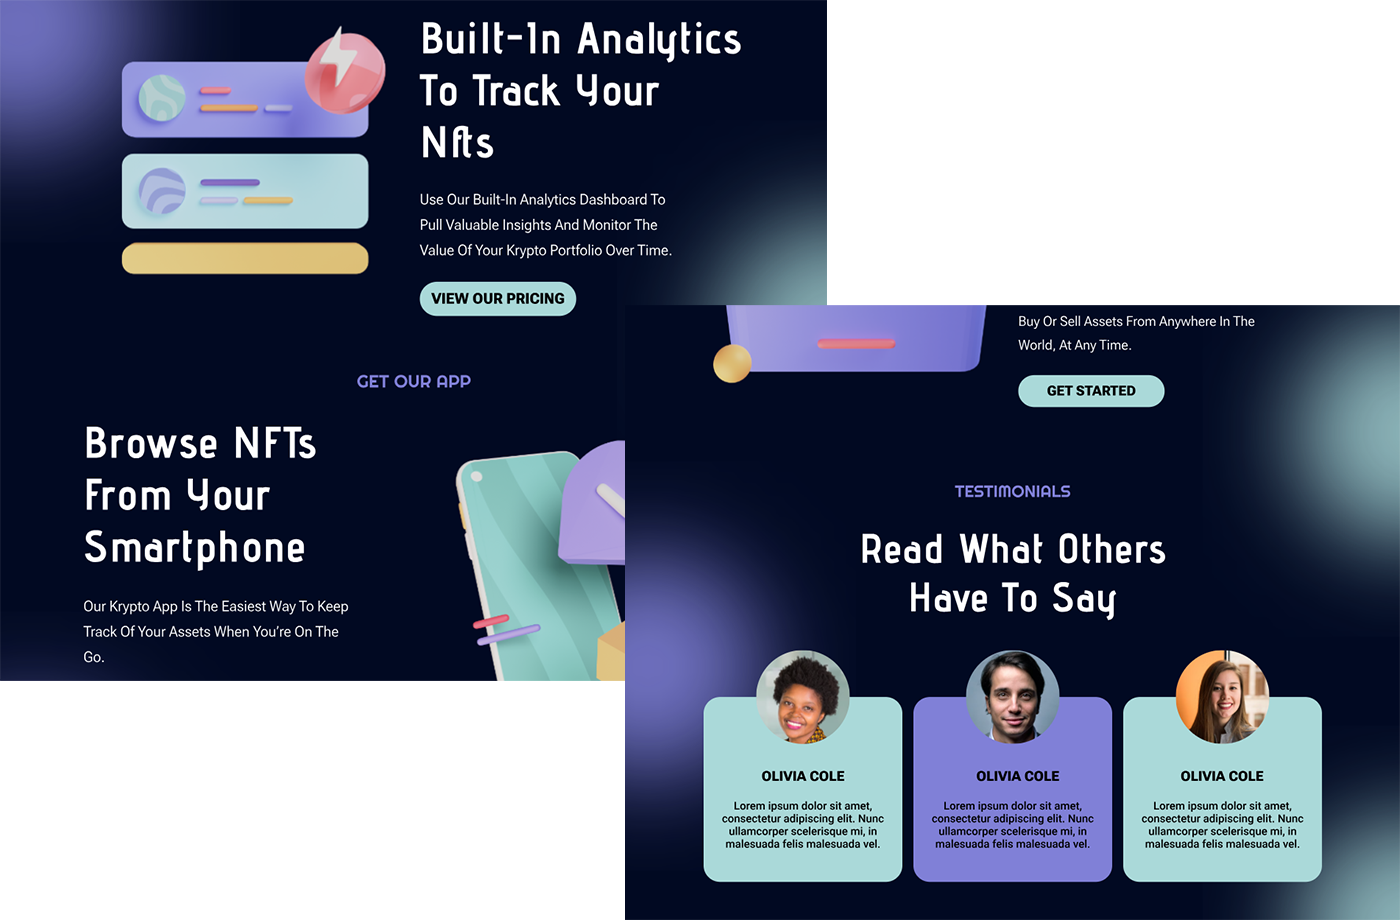 Built-In Analytics
To Track Your
Nfts
Use Our Built-In Analytics Dashboard To
Pull Valuable Insights And Monitor The
Value Of Your Krypto Portfolio Over Time.
VIEW OUR PRICING
GET OUR APP
Browse NFTs
From Your
Smartphone
Our Krypto App Is The Easiest Way To Keep
Track Of Your Assets When You're On The
Go.
Buy Or Sell Assets From Anywhere In The
World, At Any Time.
GET STARTED
TESTIMONIALS
Read What Others
Have To Say
OLIVIA COLE
Lorem ipsum dolor sit amet,
consectetur adipiscing elit. Nunc
ullamcorper scelerisque mi, in
malesuada felis malesuada vel.
OLIVIA COLE
Lorem ipsum dolor sit amet,
consectetur adipiscing elit. Nunc
ullamcorper scelerisque mi, in
malesuada felis malesuada vel.
OLIVIA COLE
Lorem ipsum dolor sit amet,
consectetur adipiscing elit. Nunc
ullamcorper scelerisque mi, in
malesuada felis malesuada vel.